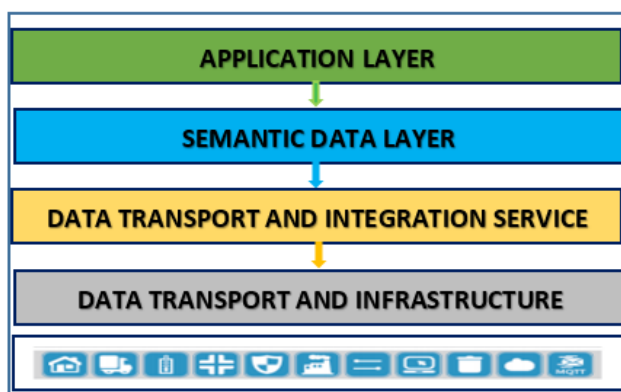 APPLICATION LAYER
SEMANTIC DATA LAYER
DATA TRANSPORT AND INTEGRATION SERVICE
DATA TRANSPORT AND INFRASTRUCTURE
MQTT